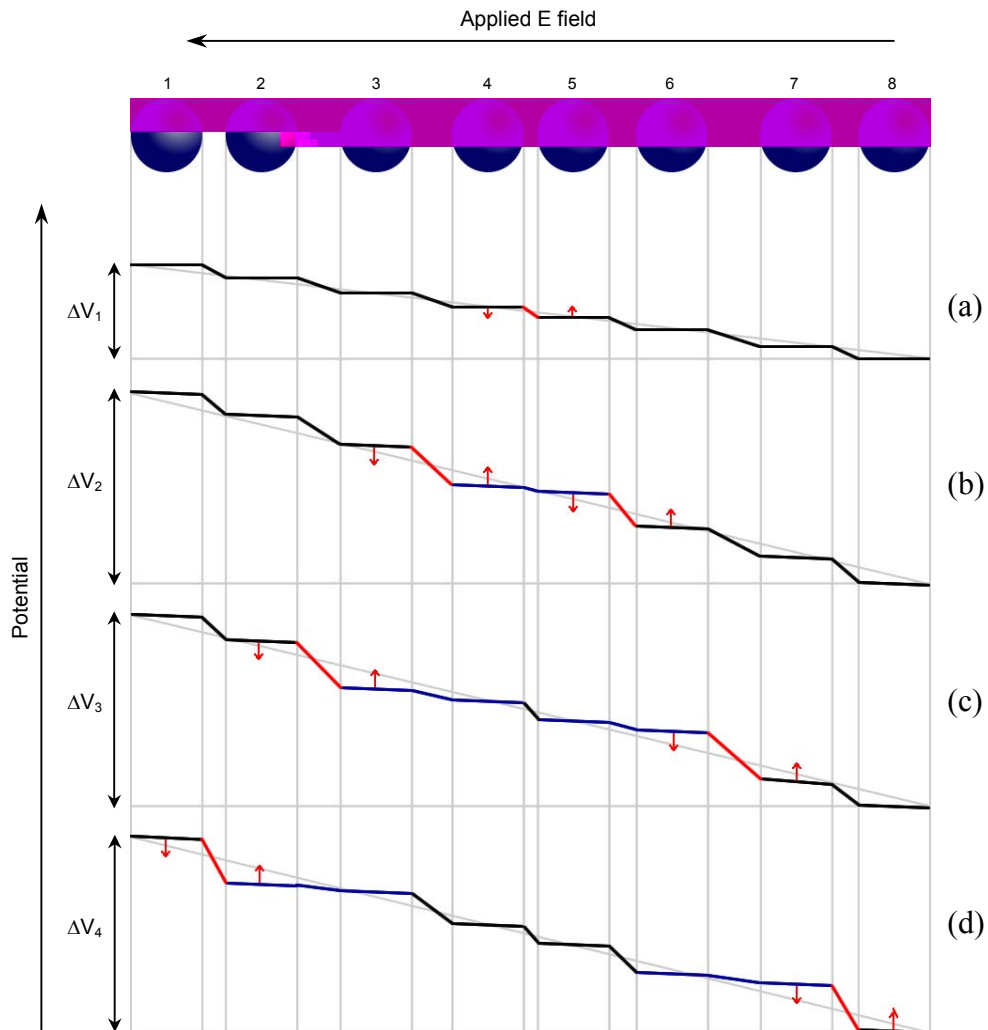 Applied E field
1 2 3 4 5 6 7 8
ΔV₁
(a)
ΔV₂
(b)
Potential
ΔV₃
(c)
ΔV₄
(d)